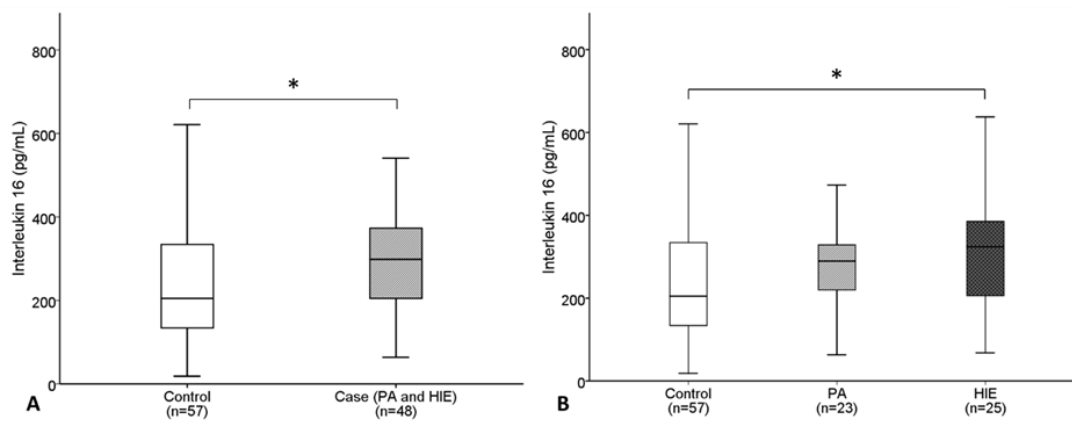 Interleukin 16 (pg/mL)
800
600
400
200
0
*
Control
(n=57)
Case (PA and HIE)
(n=48)
A
Interleukin 16 (pg/mL)
800
600
400
200
0
*
Control
(n=57)
PA
(n=23)
HIE
(n=25)
B